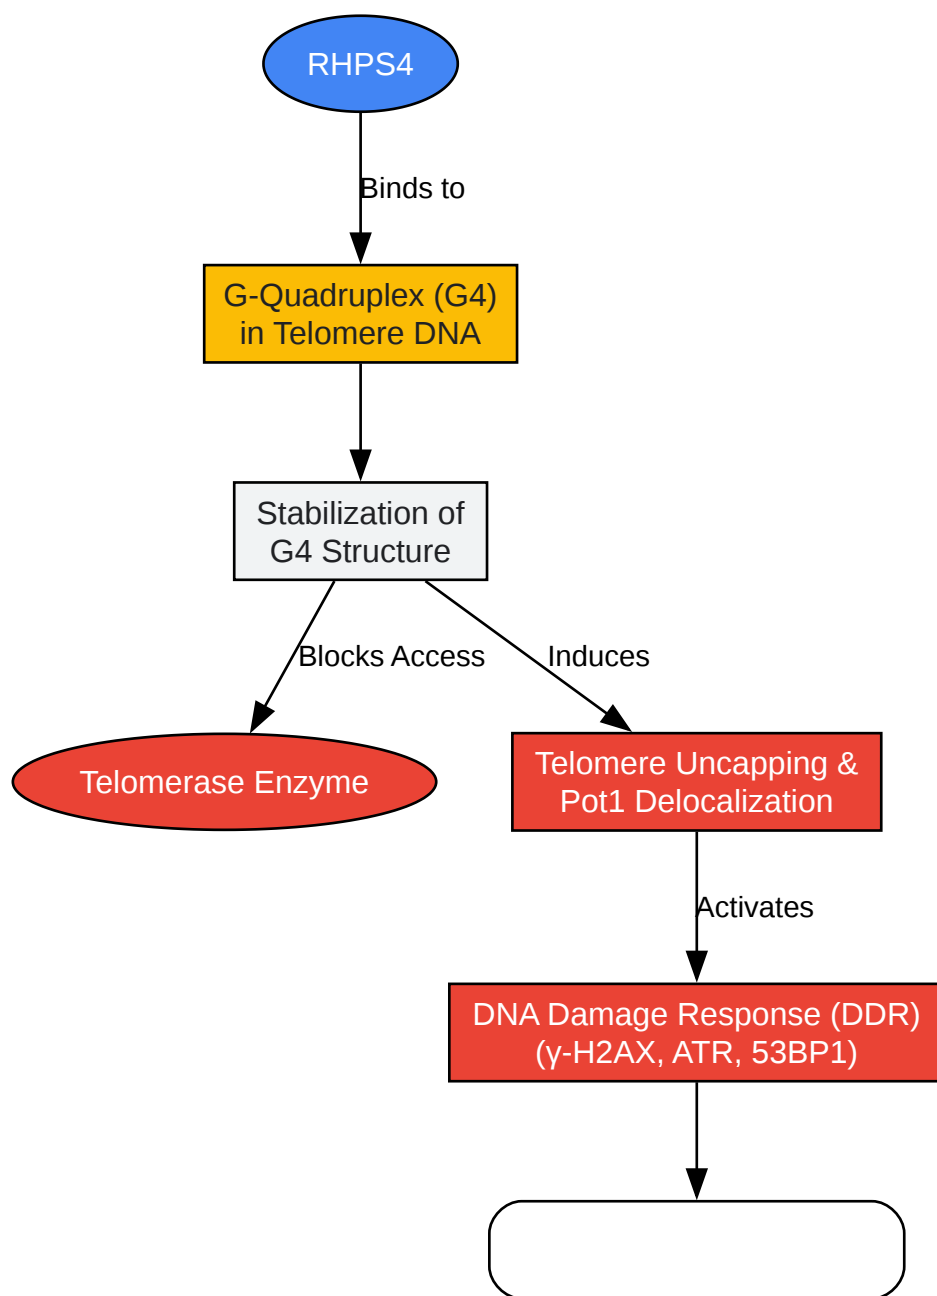 RHPS4
Binds to
G-Quadruplex (G4)
in Telomere DNA
Stabilization of
G4 Structure
Blocks Access
Induces
Telomerase Enzyme
Telomere Uncapping &
Pot1 Delocalization
Activates
DNA Damage Response (DDR)
(γ-H2AX, ATR, 53BP1)